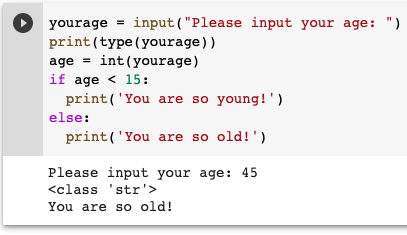 yourage = input("Please input your age: ")
print(type(yourage))
age = int(yourage)
if age < 15:
  print('You are so young!')
else:
  print('You are so old!')
Please input your age: 45
<class 'str'>
You are so old!